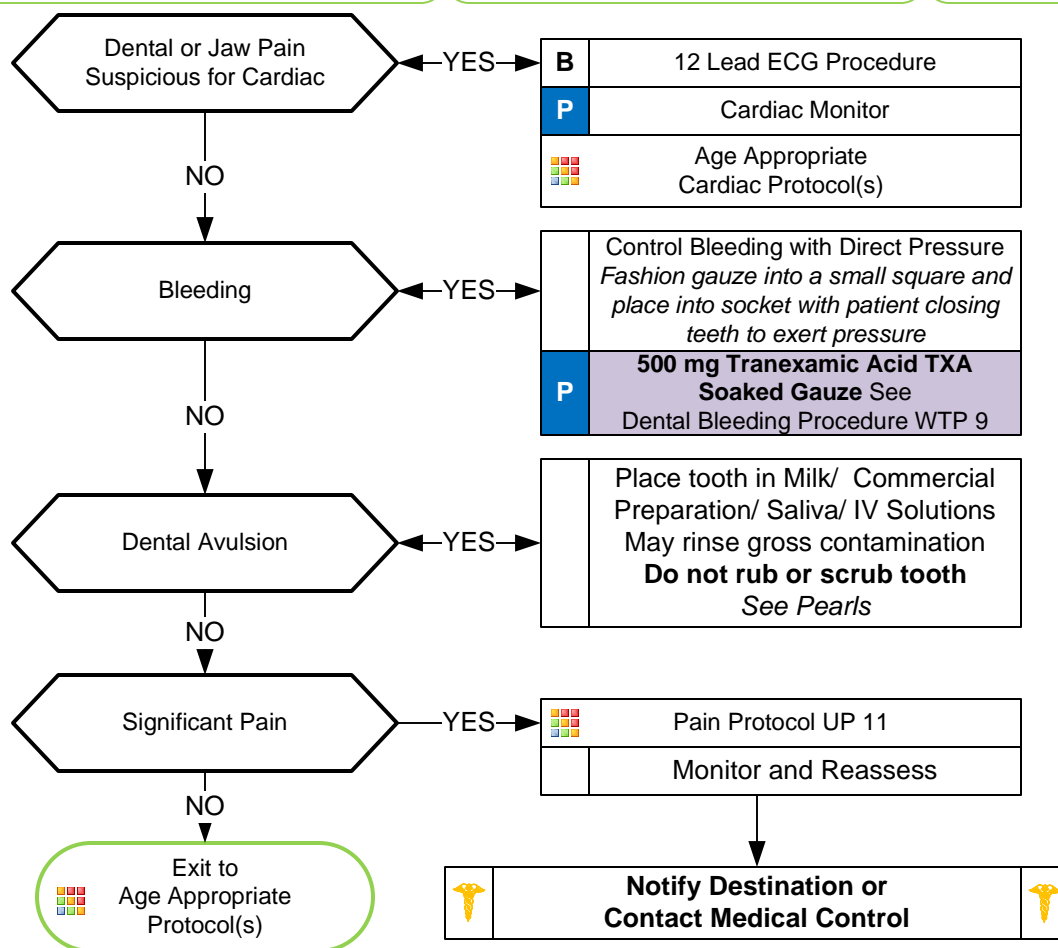 Dental or Jaw Pain
Suspicious for Cardiac
YES
B
12 Lead ECG Procedure
P
Cardiac Monitor
Age Appropriate
Cardiac Protocol(s)
NO
Bleeding
YES
Control Bleeding with Direct Pressure
Fashion gauze into a small square and
place into socket with patient closing
teeth to exert pressure
P
500 mg Tranexamic Acid TXA
Soaked Gauze See
Dental Bleeding Procedure WTP 9
NO
Dental Avulsion
YES
Place tooth in Milk/ Commercial
Preparation/ Saliva/ IV Solutions
May rinse gross contamination
Do not rub or scrub tooth
See Pearls
NO
Significant Pain
YES
Pain Protocol UP 11
Monitor and Reassess
NO
Exit to
Age Appropriate
Protocol(s)
Notify Destination or
Contact Medical Control